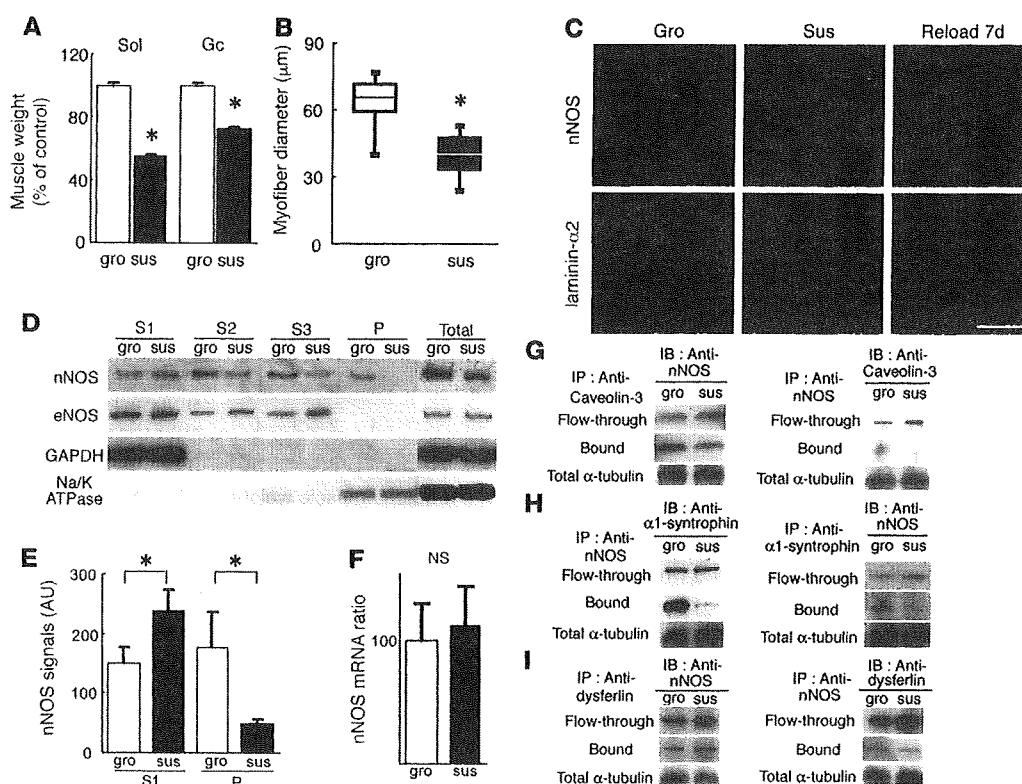 A
Sol Gc
Muscle weight
(% of control)
120
80
40
0
*
*
gro sus gro sus
B
Myofiber diameter (μm)
90
60
30
0
*
gro sus
C
Gro Sus Reload 7d
nNOS
laminin-α2
D
S1 S2 S3 P Total
gro sus gro sus gro sus gro sus gro sus
nNOS
eNOS
GAPDH
Na/K
ATPase
E
nNOS signals (AU)
300
200
100
0
*
*
gro sus gro sus
S1 P
F
NS
nNOS mRNA ratio
100
gro sus
G
IP : Anti-
Caveolin-3
IB : Anti-
nNOS
gro sus
Flow-through
Bound
Total α-tubulin
IP : Anti-
nNOS
IB : Anti-
Caveolin-3
gro sus
Flow-through
Bound
Total α-tubulin
H
IP : Anti-
nNOS
IB : Anti-
α1-syntrophin
gro sus
Flow-through
Bound
Total α-tubulin
IP : Anti-
α1-syntrophin
IB : Anti-
nNOS
gro sus
Flow-through
Bound
Total α-tubulin
I
IP : Anti-
dysferlin
IB : Anti-
nNOS
gro sus
Flow-through
Bound
Total α-tubulin
IP : Anti-
nNOS
IB : Anti-
dysferlin
gro sus
Flow-through
Bound
Total α-tubulin